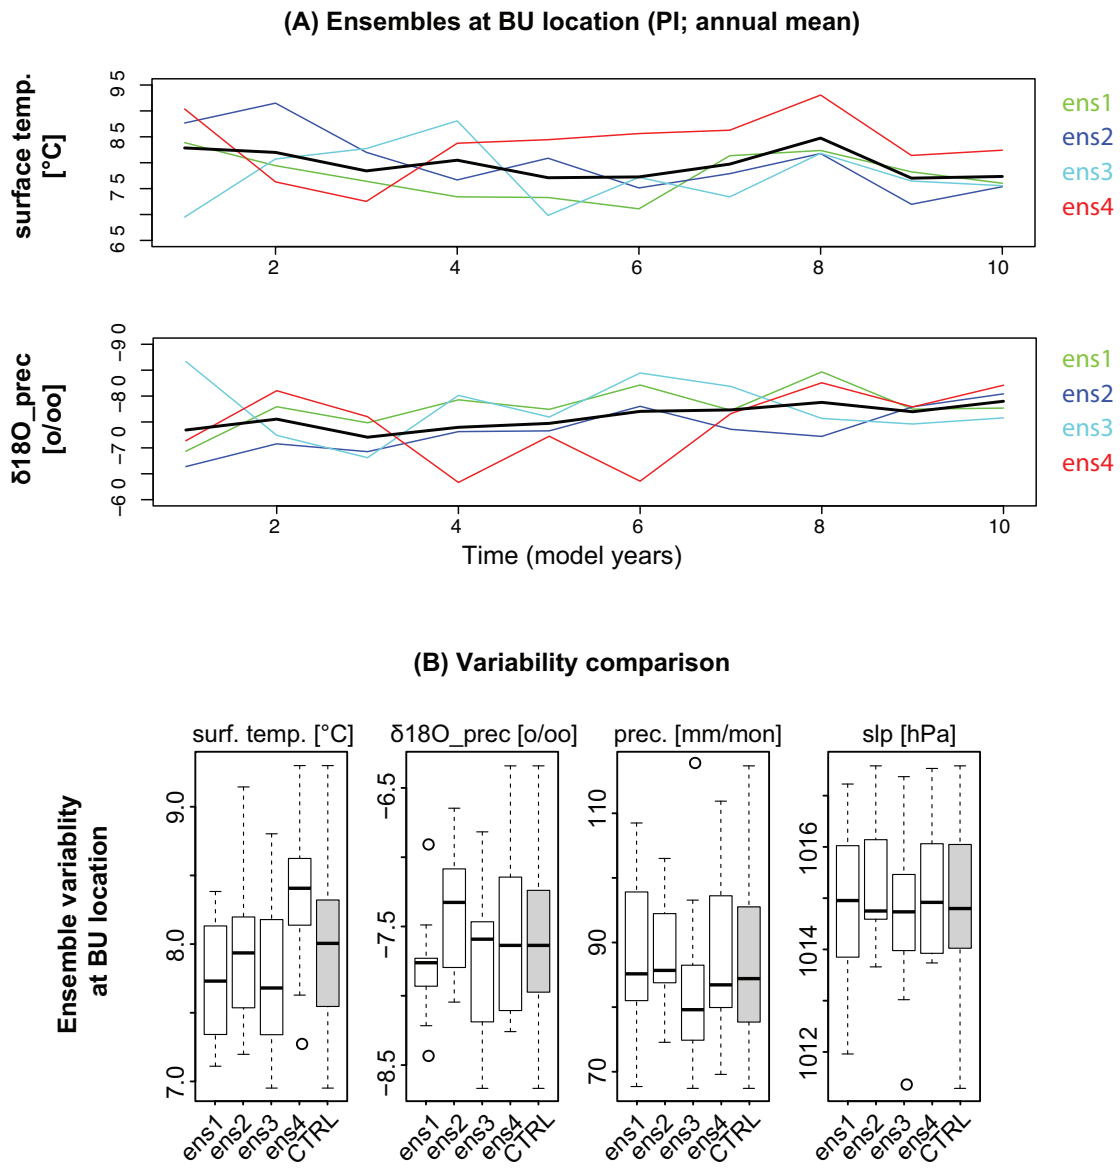 (A) Ensembles at BU location (PI; annual mean)
surface temp.
[°C]
9 5
8 5
7 5
6 5
2
4
6
8
10
ens1
ens2
ens3
ens4
δ18O_prec
[o/oo]
−9 0
−8 0
−7 0
−7 0
−6 0
2
4
6
8
10
ens1
ens2
ens3
ens4
Time (model years)
(B) Variability comparison
Ensemble variablity
at BU location
surf. temp. [°C]
9.0
8.0
7.0
ens1
ens2
ens3
ens4
CTRL
δ18O_prec [o/oo]
−6.5
−7.5
−8.5
ens1
ens2
ens3
ens4
CTRL
prec. [mm/mon]
110
90
70
ens1
ens2
ens3
ens4
CTRL
slp [hPa]
1016
1014
1012
ens1
ens2
ens3
ens4
CTRL